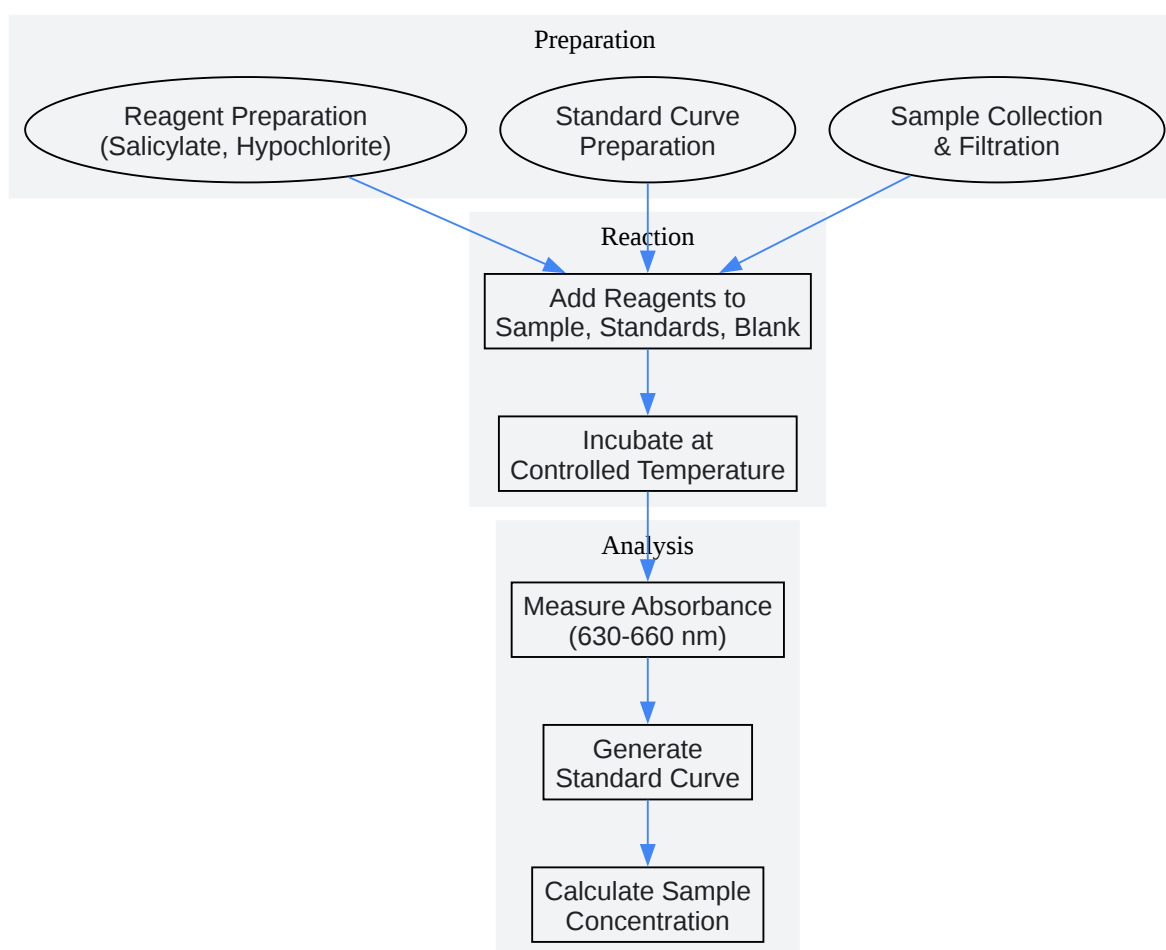 Preparation
Reagent Preparation
(Salicylate, Hypochlorite)
Standard Curve
Preparation
Sample Collection
& Filtration
Reaction
Add Reagents to
Sample, Standards, Blank
Incubate at
Controlled Temperature
Analysis
Measure Absorbance
(630-660 nm)
Generate
Standard Curve
Calculate Sample
Concentration